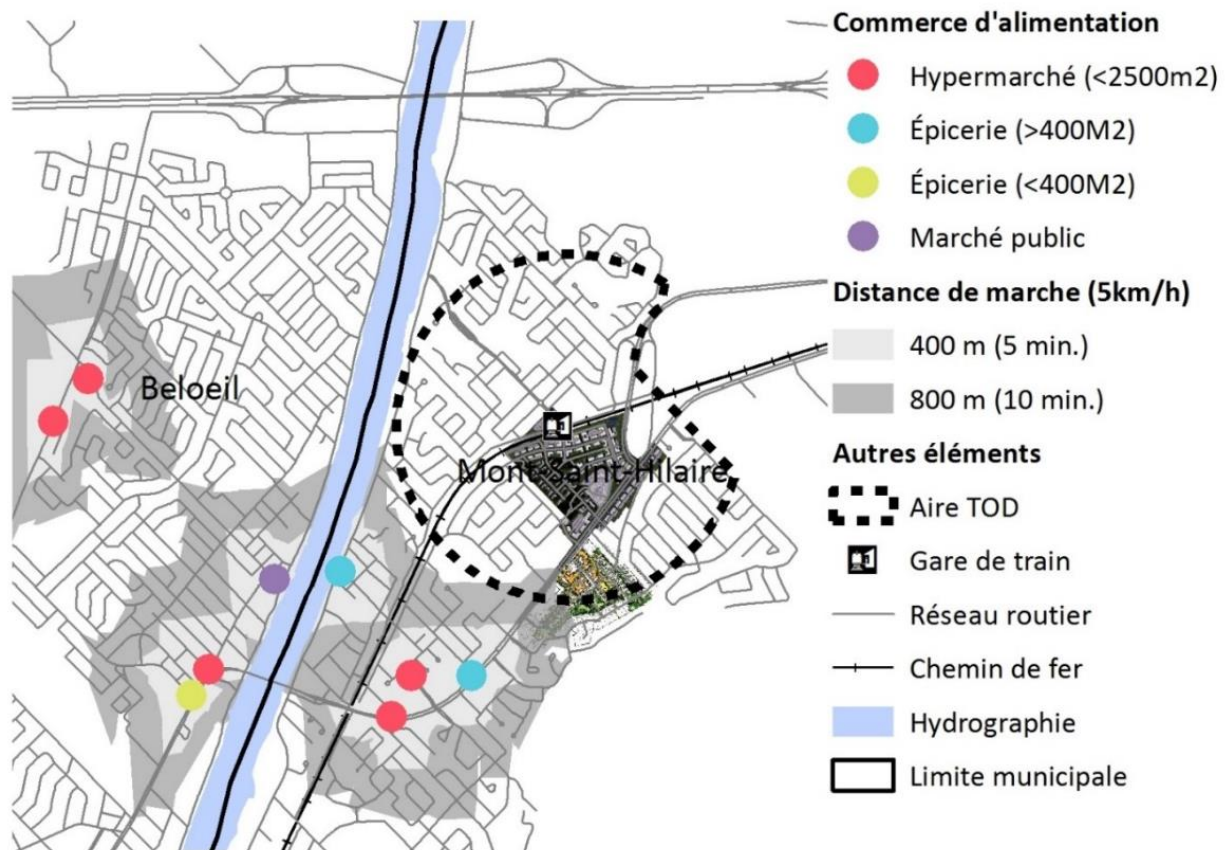 Commerce d'alimentation
Hypermarché (<2500m2)
Épicerie (>400M2)
Épicerie (<400M2)
Marché public
Distance de marche (5km/h)
400 m (5 min.)
800 m (10 min.)
Autres éléments
Aire TOD
Gare de train
Réseau routier
Chemin de fer
Hydrographie
Limite municipale
Beloeil
Mont-Saint-Hilaire